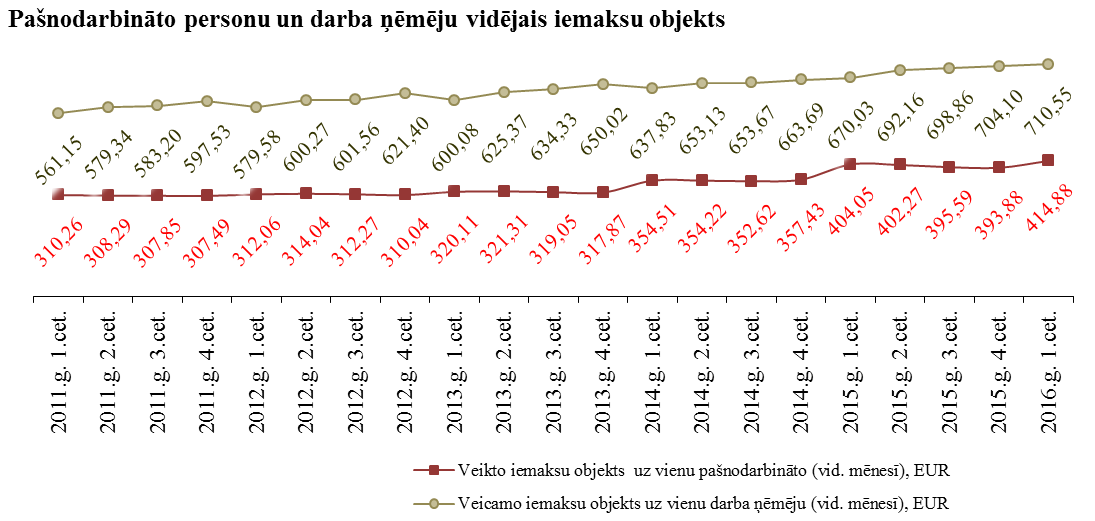 Pašnodarbināto personu un darba ņēmēju vidējais iemaksu objekts
561,15 579,34 583,20 597,53 579,58 600,27 601,56 621,40 600,08 625,37 634,33 650,02 637,83 653,13 653,67 663,69 670,03 692,16 698,86 704,10 710,55
310,26 308,29 307,85 307,49 312,06 314,04 312,27 310,04 320,11 321,31 319,05 317,87 354,51 354,22 352,62 357,43 404,05 402,27 395,59 393,88 414,88
2011.g. 1.cet.
2011.g. 2.cet.
2011.g. 3.cet.
2011.g. 4.cet.
2012.g. 1.cet.
2012.g. 2.cet.
2012.g. 3.cet.
2012.g. 4.cet.
2013.g. 1.cet.
2013.g. 2.cet.
2013.g. 3.cet.
2013.g. 4.cet.
2014.g. 1.cet.
2014.g. 2.cet.
2014.g. 3.cet.
2014.g. 4.cet.
2015.g. 1.cet.
2015.g. 2.cet.
2015.g. 3.cet.
2015.g. 4.cet.
2016.g. 1.cet.
Veikto iemaksu objekts uz vienu pašnodarbināto (vid. mēnesī), EUR
Veicamo iemaksu objekts uz vienu darba ņēmēju (vid. mēnesī), EUR